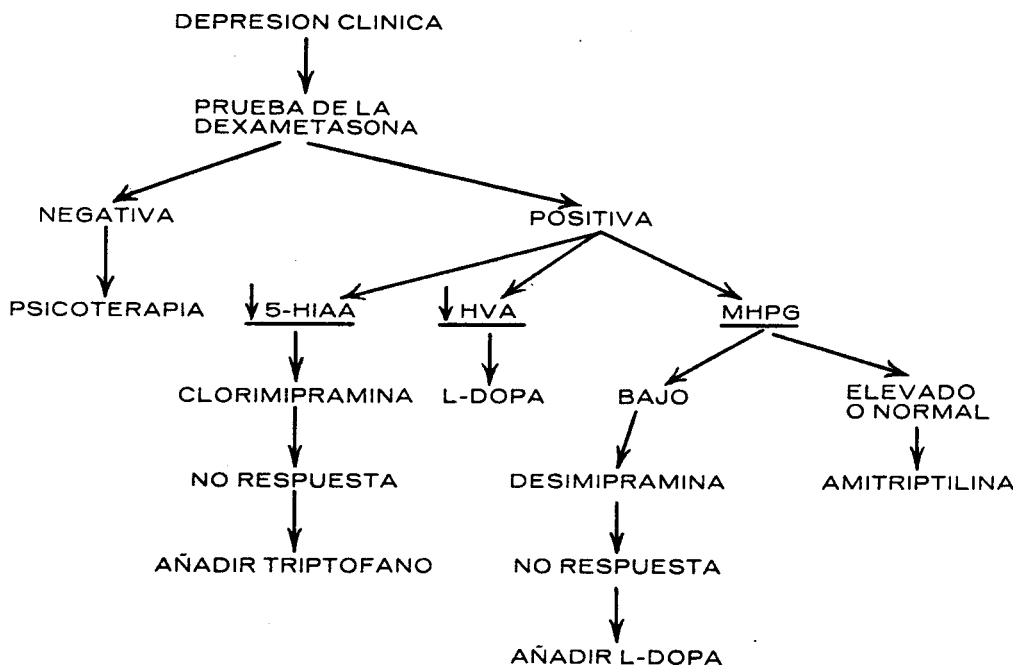 DEPRESION CLINICA
PRUEBA DE LA
DEXAMETASONA
NEGATIVA
POSITIVA
PSICOTERAPIA
5-HIAA
HVA
MHPG
CLORIMIPRAMINA
L-DOPA
BAJO
ELEVADO
O NORMAL
NO RESPUESTA
DESIMIPRAMINA
AMITRIPTILINA
AÑADIR TRIPTOFANO
NO RESPUESTA
AÑADIR L-DOPA